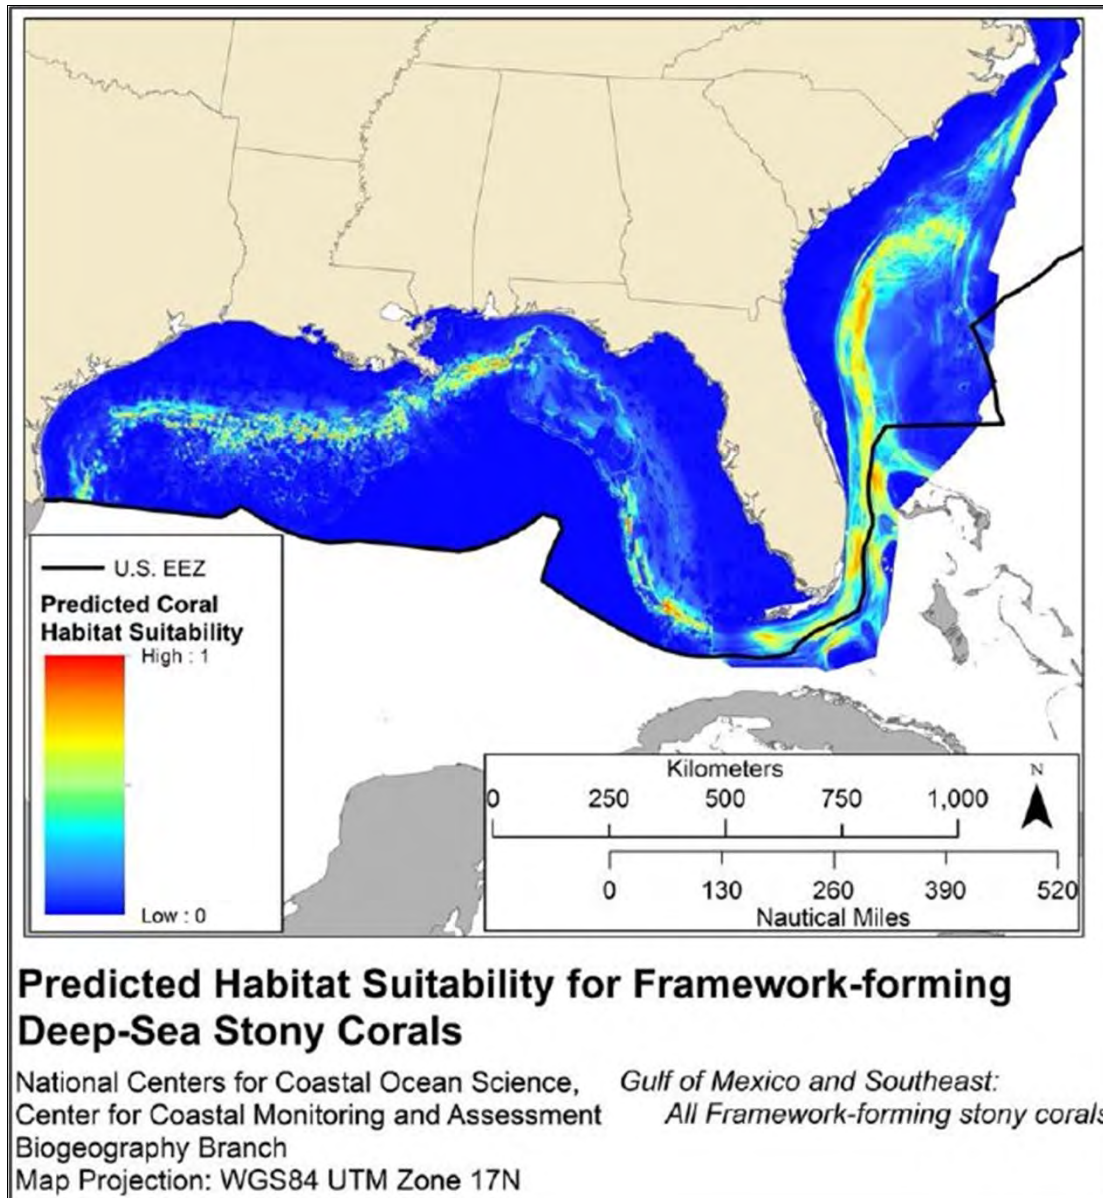 U.S. EEZ
Predicted Coral
Habitat Suitability
High : 1
Low : 0
Kilometers
0 250 500 750 1,000
N
0 130 260 390 520
Nautical Miles
Predicted Habitat Suitability for Framework-forming
Deep-Sea Stony Corals
National Centers for Coastal Ocean Science,
Center for Coastal Monitoring and Assessment
Biogeography Branch
Map Projection: WGS84 UTM Zone 17N
Gulf of Mexico and Southeast:
All Framework-forming stony corals